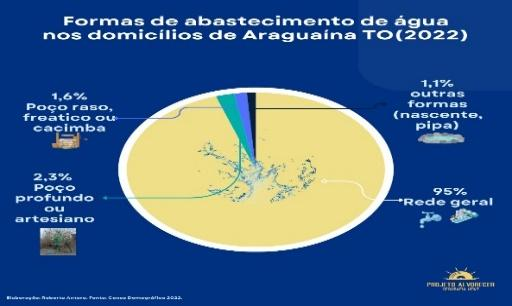 Formas de abastecimento de água
nos domicílios de Araguaína TO(2022)
1,6%
Poço raso,
freatico ou
cacimba
1,1%
outras
formas
(nascente,
pipa)
2,3%
Poço
profundo
ou
artesiano
95%
Rede geral
PROJETO ALVORECER
Elaboração: Roberto Antero. Fonte: Censo Demográfico 2022.